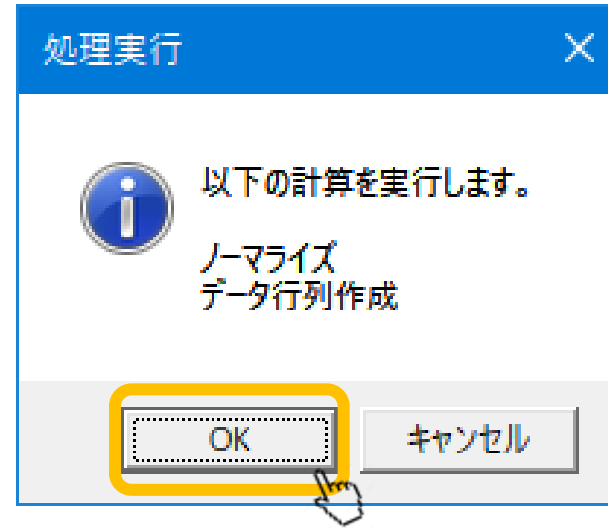 処理実行
以下の計算を実行します。
ノーマライズ
データ行列作成
OK
キャンセル